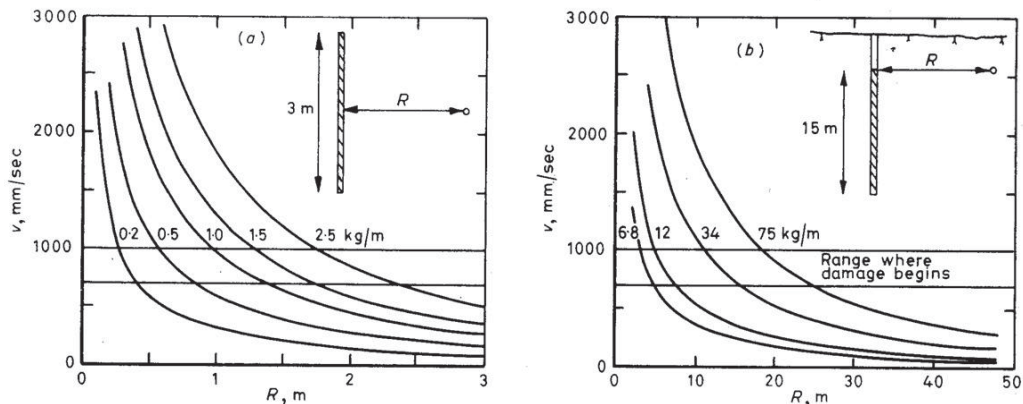 3000
2000
1000
0
v, mm/sec
(a)
3 m
R
0·2 0·5 1·0 1·5 2·5 kg/m
0 1 2 3
R, m
3000
2000
1000
0
v, mm/sec
(b)
R
15 m
6·8 12 34 75 kg/m
Range where
damage begins
0 10 20 30 40 50
R, m